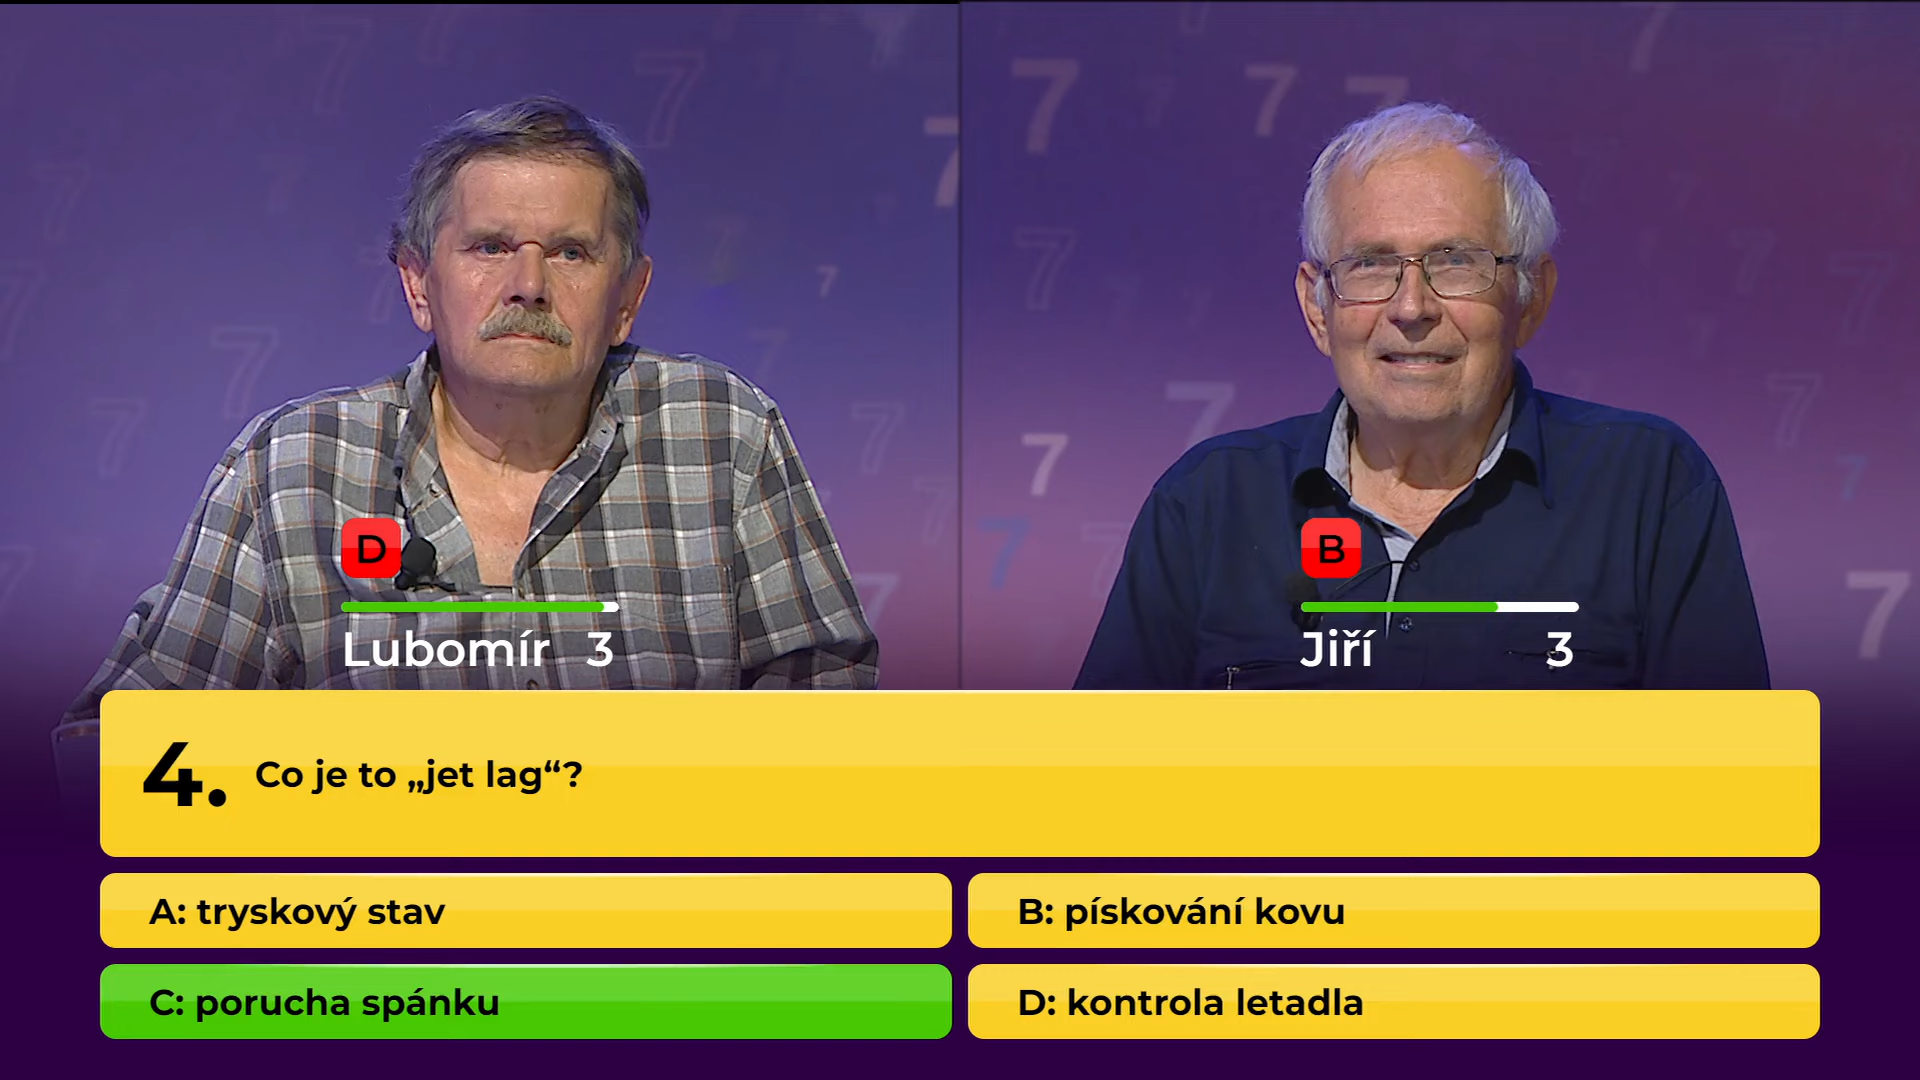 D
B
Lubomír 3
Jiří 3
4. Co je to „jet lag“?
A: tryskový stav
B: pískování kovu
C: porucha spánku
D: kontrola letadla